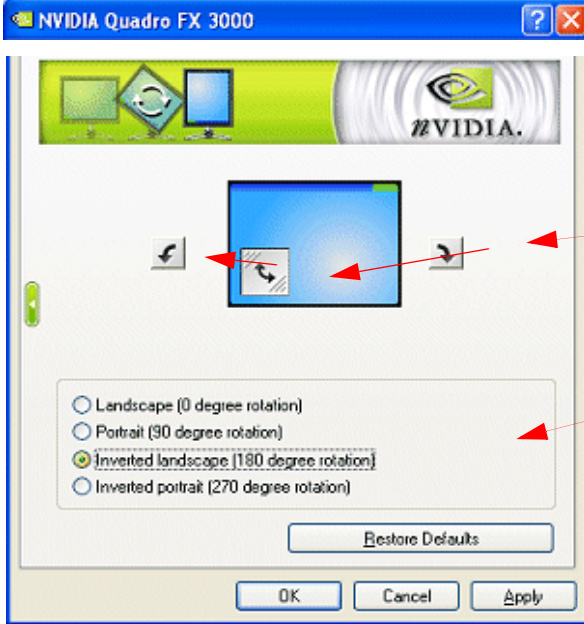 NVIDIA Quadro FX 3000
nVIDIA.
Landscape (0 degree rotation)
Portrait (90 degree rotation)
Inverted landscape (180 degree rotation)
Inverted portrait (270 degree rotation)
Restore Defaults
OK
Cancel
Apply